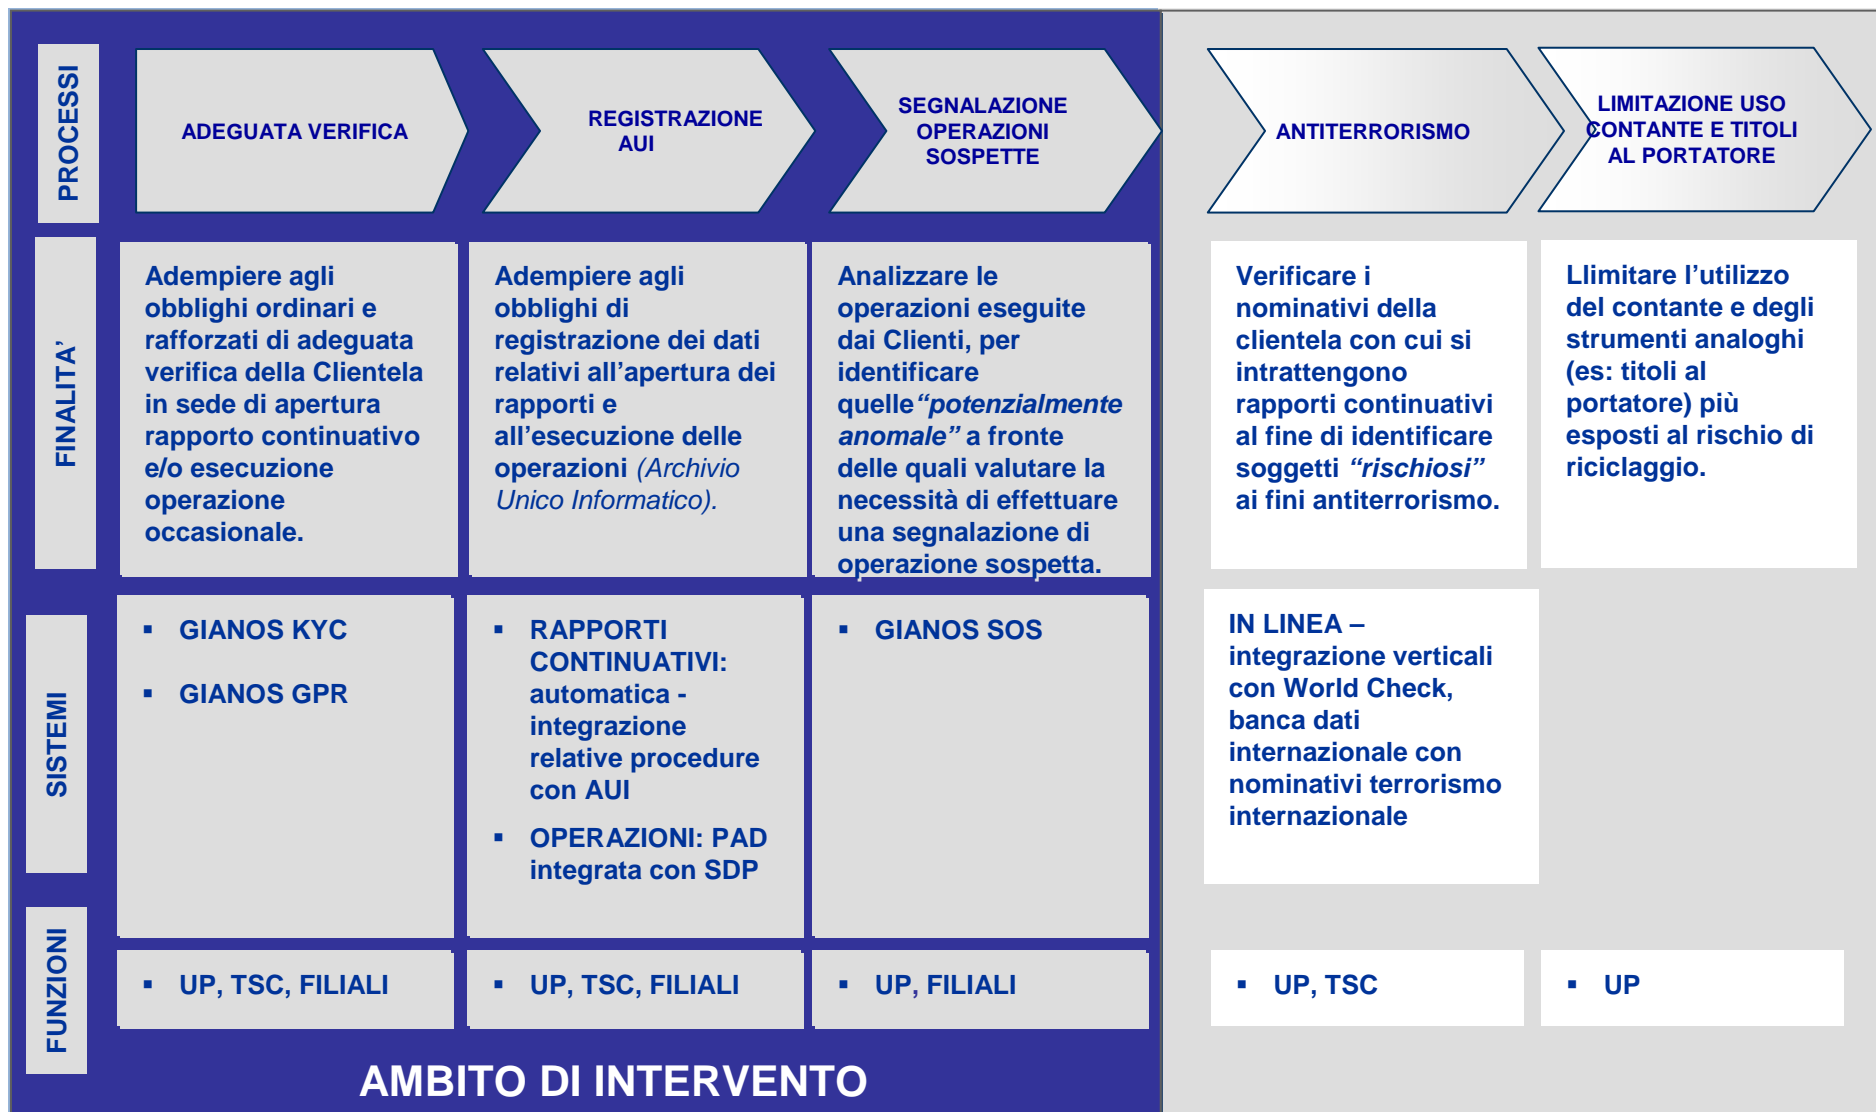 PROCESSI
ADEGUATA VERIFICA
REGISTRAZIONE
AUI
SEGNALAZIONE
OPERAZIONI
SOSPETTE
ANTITERRORISMO
LIMITAZIONE USO
CONTANTE E TITOLI
AL PORTATORE
FINALITA’
Adempiere agli
obblighi ordinari e
rafforzati di adeguata
verifica della Clientela
in sede di apertura
rapporto continuativo
e/o esecuzione
operazione
occasionale.
Adempiere agli
obblighi di
registrazione dei dati
relativi all’apertura dei
rapporti e
all’esecuzione delle
operazioni (Archivio
Unico Informatico).
Analizzare le
operazioni eseguite
dai Clienti, per
identificare
quelle“potenzialmente
anomale” a fronte
delle quali valutare la
necessità di effettuare
una segnalazione di
operazione sospetta.
Verificare i
nominativi della
clientela con cui si
intrattengono
rapporti continuativi
al fine di identificare
soggetti “rischiosi”
ai fini antiterrorismo.
Llimitare l’utilizzo
del contante e degli
strumenti analoghi
(es: titoli al
portatore) più
esposti al rischio di
riciclaggio.
SISTEMI
▪ GIANOS KYC
▪ GIANOS GPR
▪ RAPPORTI
CONTINUATIVI:
automatica -
integrazione
relative procedure
con AUI
▪ OPERAZIONI: PAD
integrata con SDP
▪ GIANOS SOS
IN LINEA –
integrazione verticali
con World Check,
banca dati
internazionale con
nominativi terrorismo
internazionale
FUNZIONI
▪ UP, TSC, FILIALI
▪ UP, TSC, FILIALI
▪ UP, FILIALI
▪ UP, TSC
▪ UP
AMBITO DI INTERVENTO